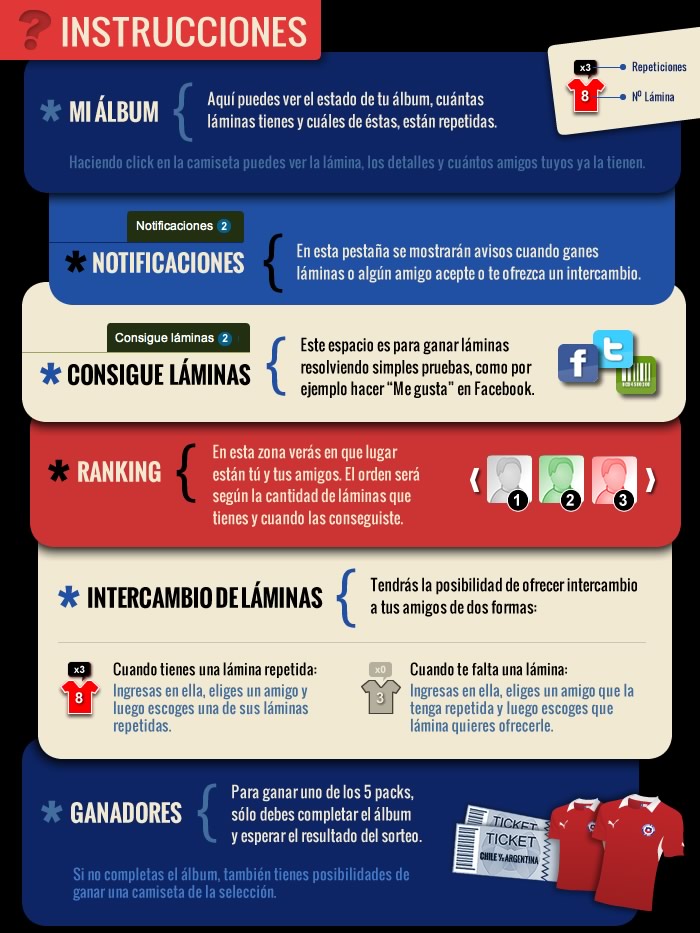 ? INSTRUCCIONES
x3 Repeticiones
8 Nº Lámina
* MI ÁLBUM { Aquí puedes ver el estado de tu álbum, cuántas
láminas tienes y cuáles de éstas, están repetidas.
Haciendo click en la camiseta puedes ver la lámina, los detalles y cuántos amigos tuyos ya la tienen.
Notificaciones 2
* NOTIFICACIONES { En esta pestaña se mostrarán avisos cuando ganes
láminas o algún amigo acepte o te ofrezca un intercambio.
Consigue láminas 2
* CONSIGUE LÁMINAS { Este espacio es para ganar láminas
resolviendo simples pruebas, como por
ejemplo hacer “Me gusta” en Facebook.
f t
* RANKING { En esta zona verás en que lugar
están tú y tus amigos. El orden será
según la cantidad de láminas que
tienes y cuando las conseguiste.
1 2 3
* INTERCAMBIO DE LÁMINAS { Tendrás la posibilidad de ofrecer intercambio
a tus amigos de dos formas:
x3
8
Cuando tienes una lámina repetida:
Ingresas en ella, eliges un amigo y
luego escoges una de sus láminas
repetidas.
x0
3
Cuando te falta una lámina:
Ingresas en ella, eliges un amigo que la
tenga repetida y luego escoges que
lámina quieres ofrecerle.
* GANADORES { Para ganar uno de los 5 packs,
sólo debes completar el álbum
y esperar el resultado del sorteo.
Si no completas el álbum, también tienes posibilidades de
ganar una camiseta de la selección.
TICKET
TICKET
CHILE Vs ARGENTINA